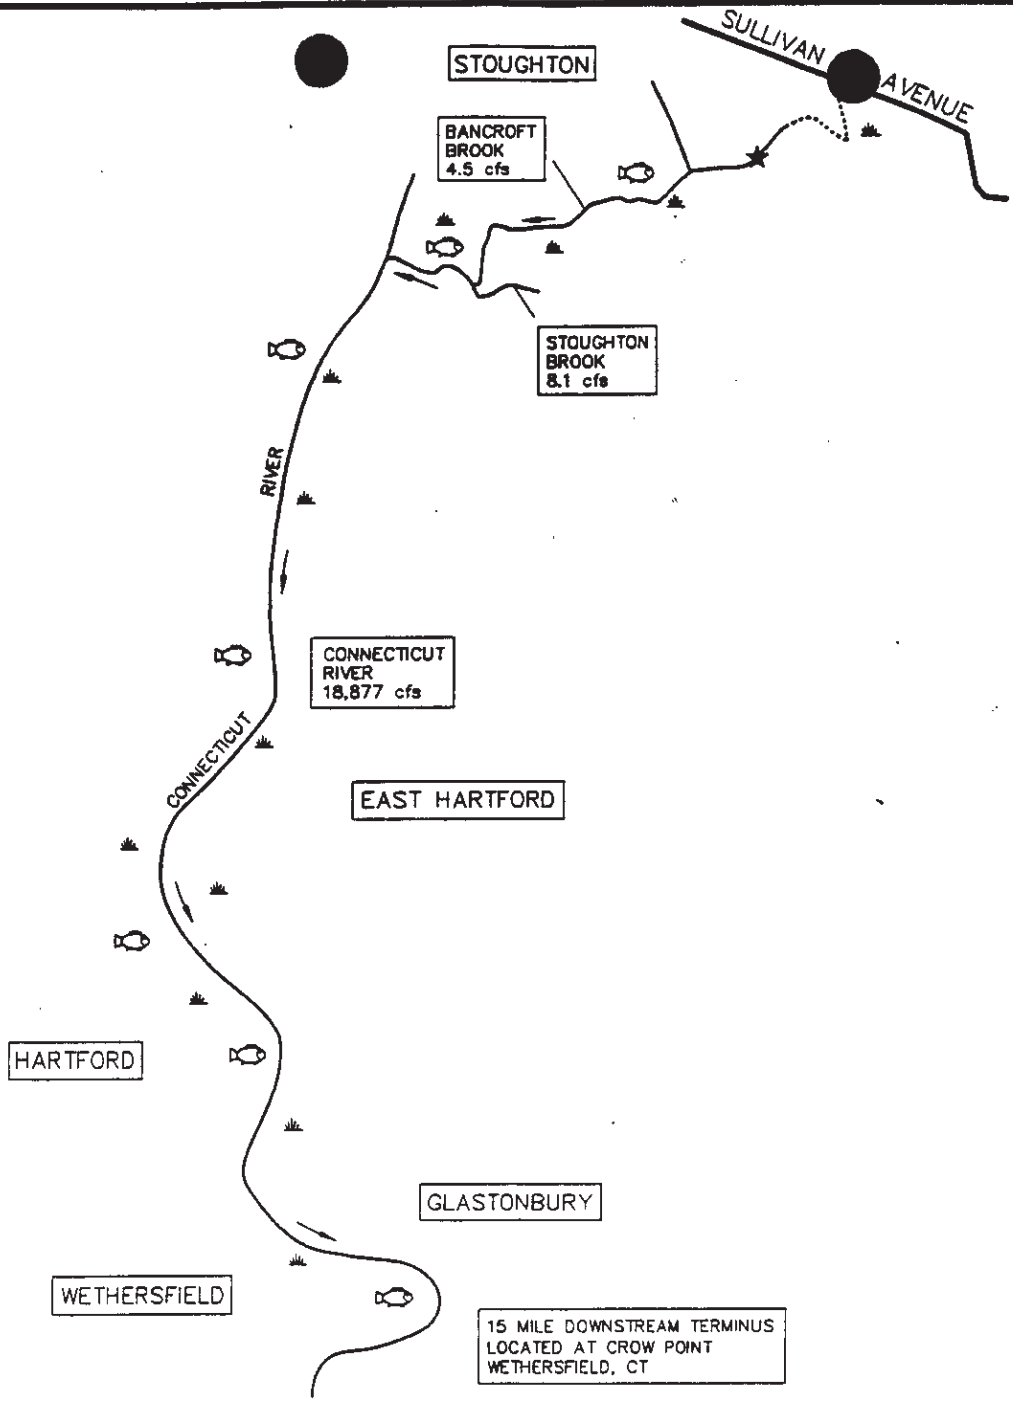 SULLIVAN AVENUE
STOUGHTON
BANCROFT
BROOK
4.5 cfs
STOUGHTON
BROOK
8.1 cfs
RIVER
CONNECTICUT
RIVER
18,877 cfs
CONNECTICUT
EAST HARTFORD
HARTFORD
GLASTONBURY
WETHERSFIELD
15 MILE DOWNSTREAM TERMINUS
LOCATED AT CROW POINT
WETHERSFIELD, CT